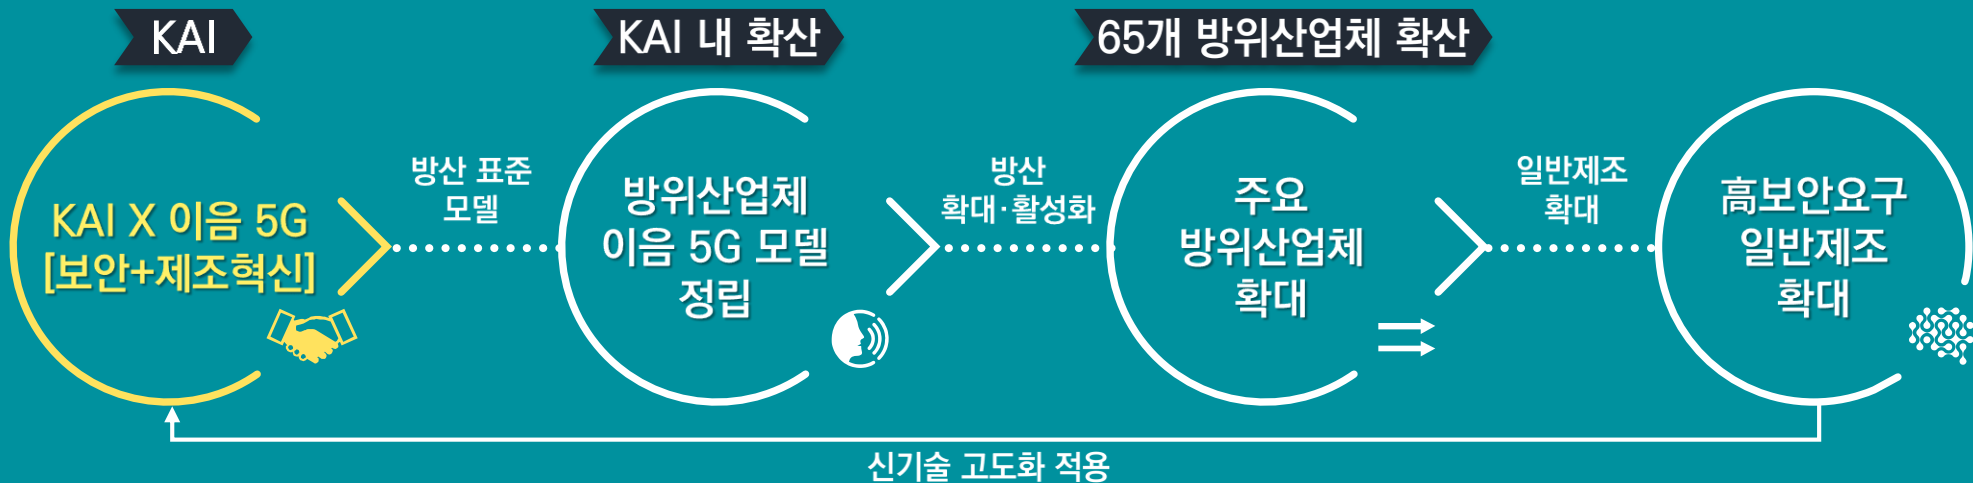 KAI
KAI 내 확산
65개 방위산업체 확산
KAI X 이음 5G
[보안+제조혁신]
방산 표준
모델
방위산업체
이음 5G 모델
정립
방산
확대·활성화
주요
방위산업체
확대
일반제조
확대
高보안요구
일반제조
확대
신기술 고도화 적용